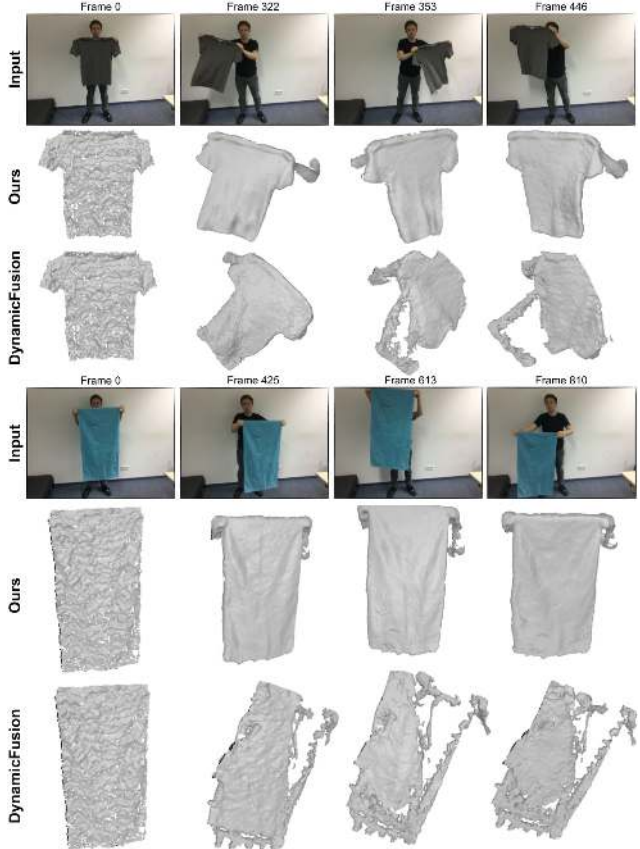 Frame 0 Frame 322 Frame 353 Frame 446
Input
Ours
DynamicFusion
Frame 0 Frame 425 Frame 613 Frame 810
Input
Ours
DynamicFusion